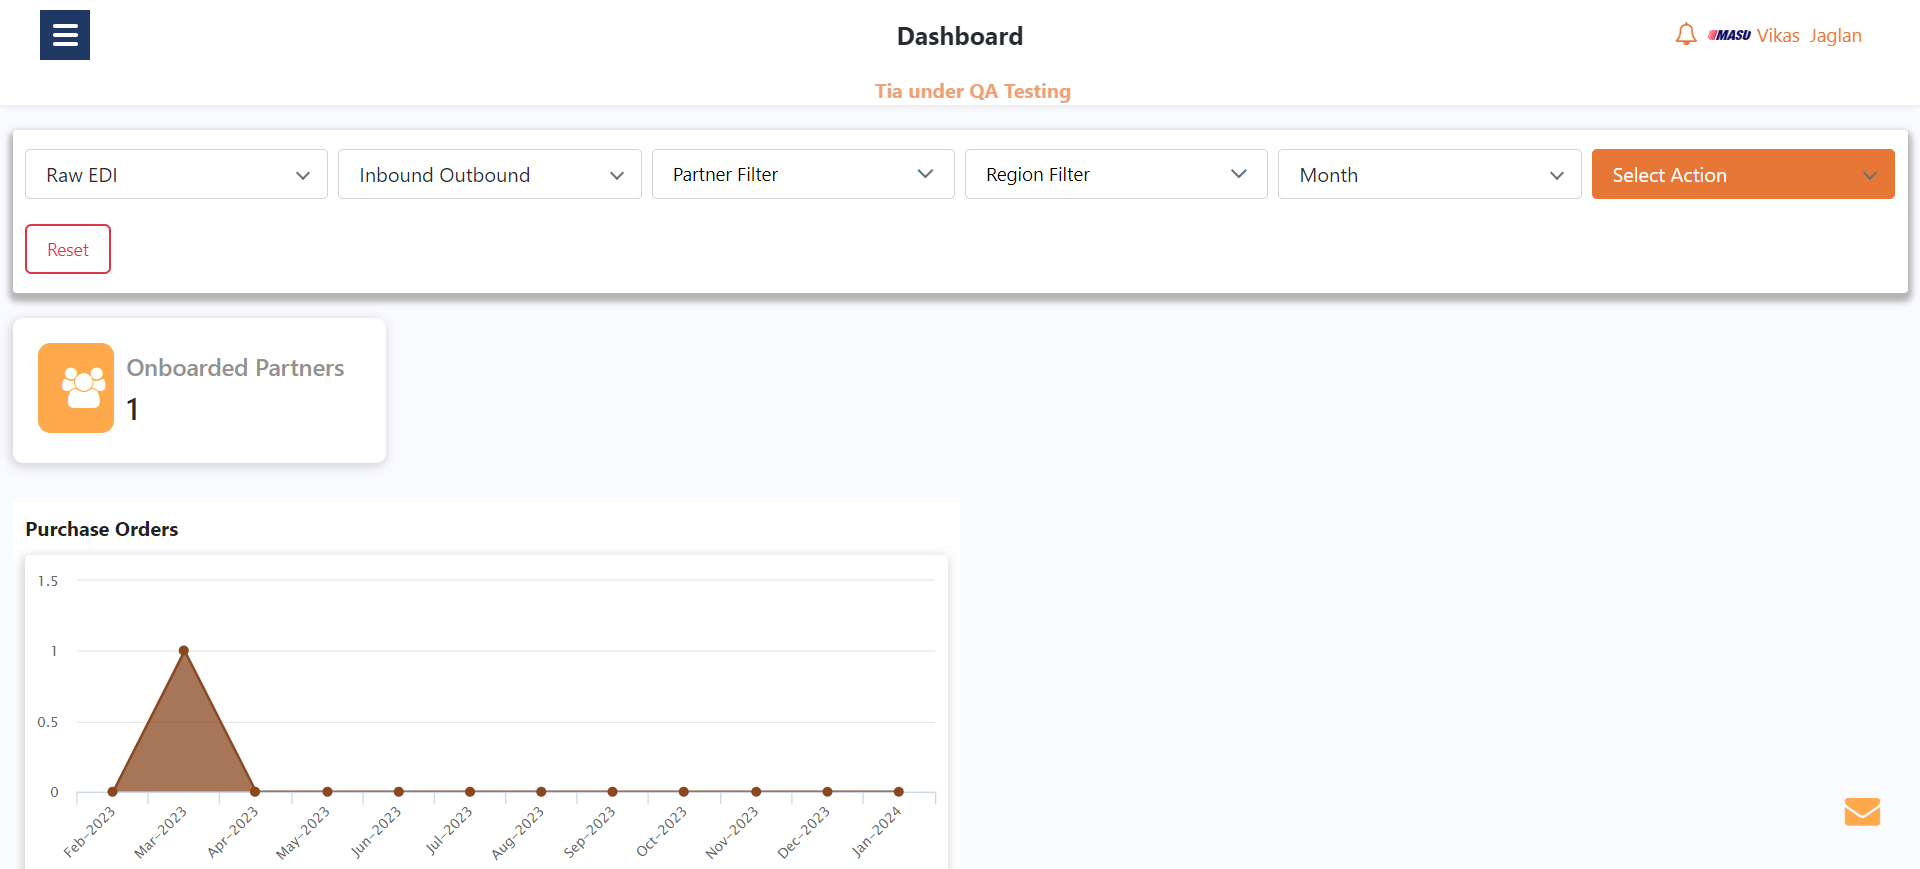 Dashboard
MASU Vikas Jaglan
Tia under QA Testing
Raw EDI
Inbound Outbound
Partner Filter
Region Filter
Month
Select Action
Reset
Onboarded Partners
1
Purchase Orders
1.5
1
0.5
0
Feb-2023
Mar-2023
Apr-2023
May-2023
Jun-2023
Jul-2023
Aug-2023
Sep-2023
Oct-2023
Nov-2023
Dec-2023
Jan-2024